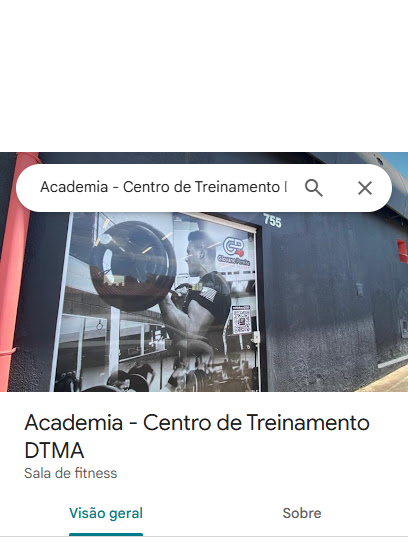 Academia - Centro de Treinamento
755
Academia - Centro de Treinamento
DTMA
Sala de fitness
Visão geral
Sobre